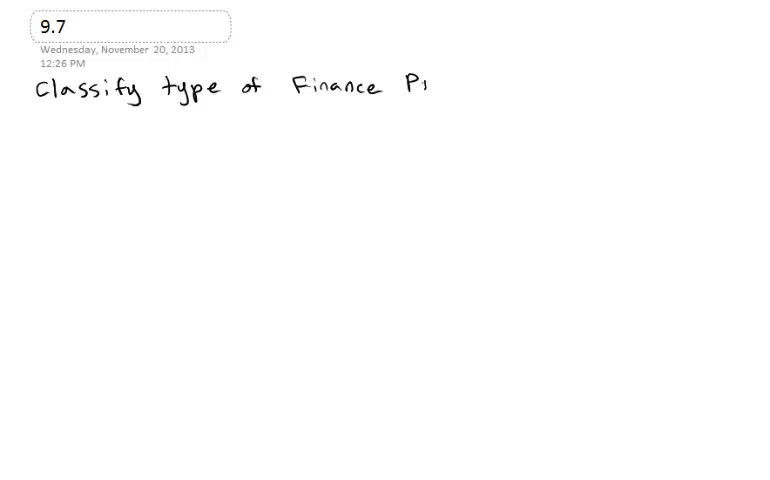 9.7
Wednesday, November 20, 2013
12:26 PM
Classify type of Finance